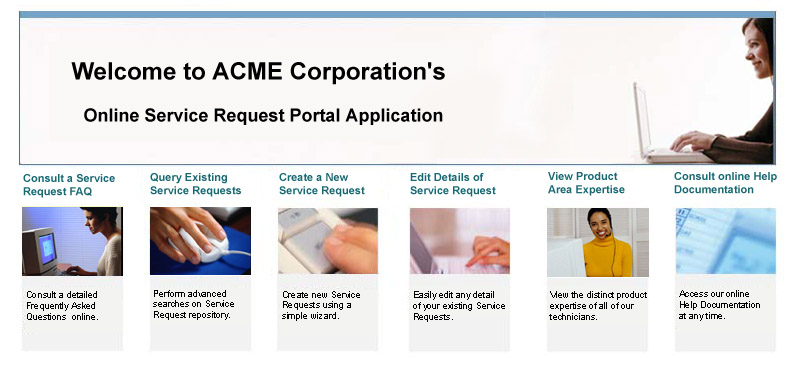 Welcome to ACME Corporation's
Online Service Request Portal Application
Consult a Service
Request FAQ
Consult a detailed
Frequently Asked
Questions online.
Query Existing
Service Requests
Perform advanced
searches on Service
Request repository.
Create a New
Service Request
Create new Service
Requests using a
simple wizard.
Edit Details of
Service Request
Easily edit any detail
of your existing Service
Requests.
View Product
Area Expertise
View the distinct product
expertise of all of our
technicians.
Consult online Help
Documentation
Access our online
Help Documentation
at any time.